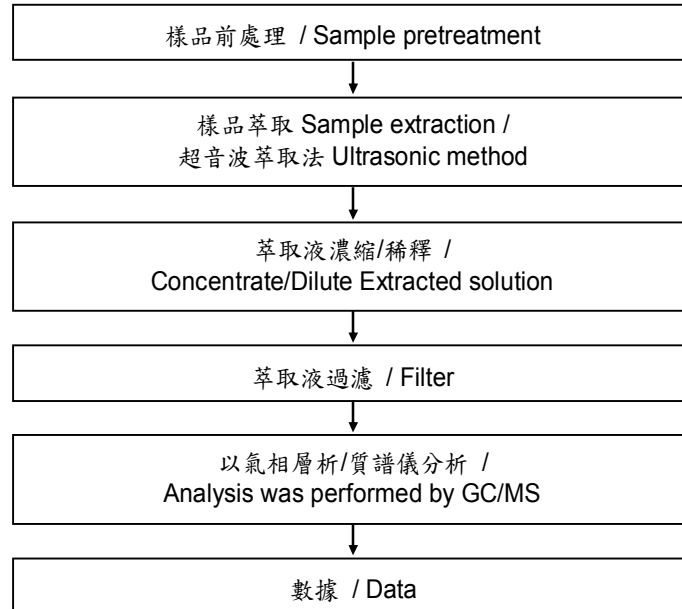 樣品前處理 / Sample pretreatment
樣品萃取 Sample extraction /
超音波萃取法 Ultrasonic method
萃取液濃縮/稀釋 /
Concentrate/Dilute Extracted solution
萃取液過濾 / Filter
以氣相層析/質譜儀分析 /
Analysis was performed by GC/MS
數據 / Data